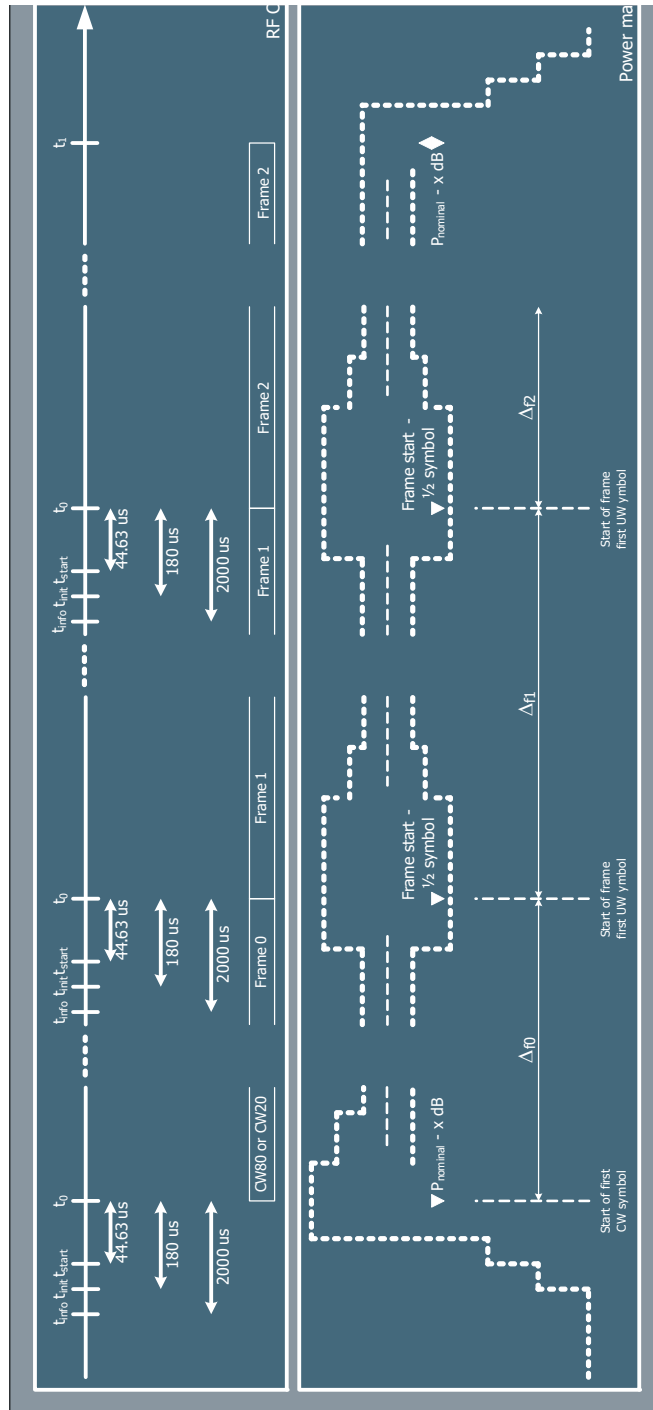 RF O
tinfo tinit tstart t0
44.63 us
180 us
2000 us
CW80 or CW20
tinfo tinit tstart t0
44.63 us
180 us
2000 us
Frame 0
Frame 1
tinfo tinit tstart t0
44.63 us
180 us
2000 us
Frame 1
Frame 2
t1
Frame 2
Power ma
Pnominal - x dB
Frame start -
½ symbol
Frame start -
½ symbol
Pnominal - x dB
Δf0
Δf1
Δf2
Start of first
CW symbol
Start of frame
first UW ymbol
Start of frame
first UW ymbol